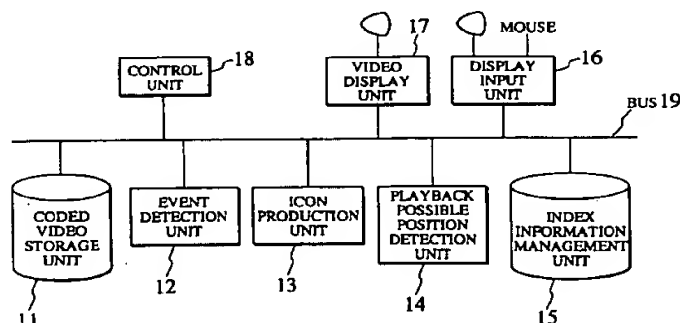 17
MOUSE
18
CONTROL
UNIT
VIDEO
DISPLAY
UNIT
DISPLAY
INPUT
UNIT
16
BUS 19
CODED
VIDEO
STORAGE
UNIT
EVENT
DETECTION
UNIT
ICON
PRODUCTION
UNIT
PLAYBACK
POSSIBLE
POSITION
DETECTION
UNIT
INDEX
INFORMATION
MANAGEMENT
UNIT
11
12
13
14
15